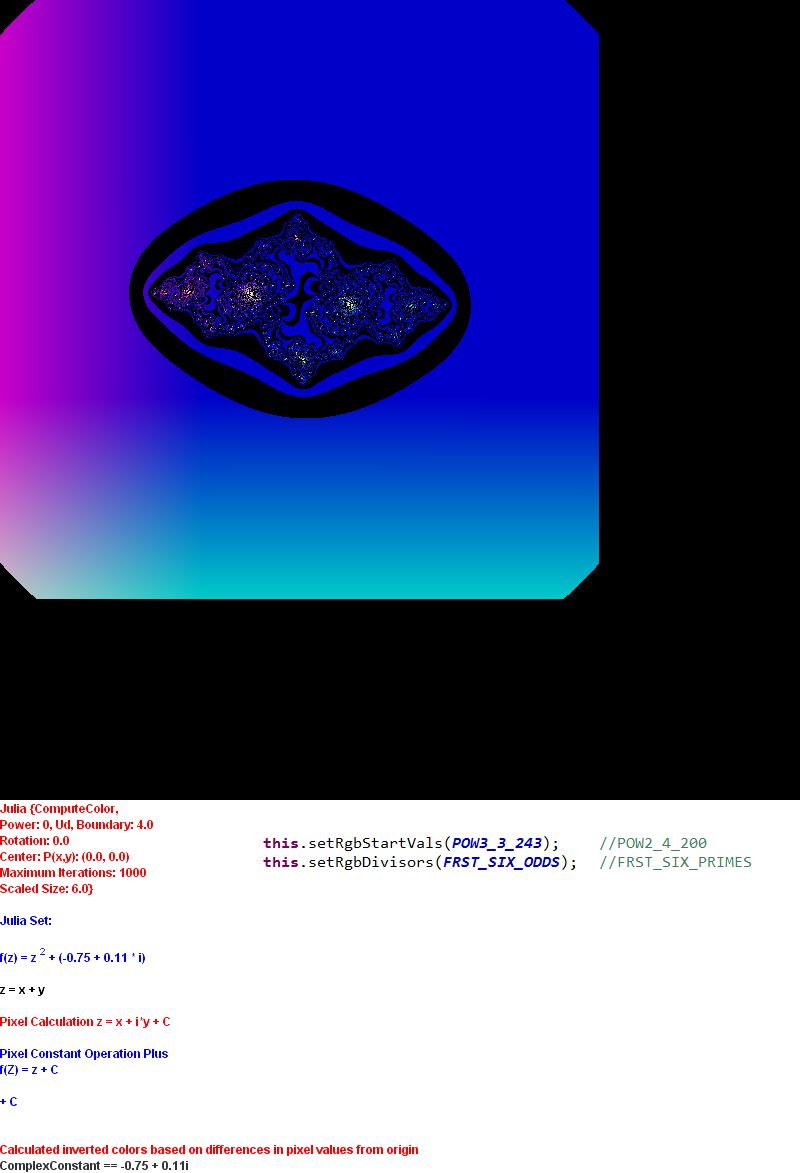 Julia {ComputeColor,
Power: 0, Ud, Boundary: 4.0
Rotation: 0.0
Center: P(x,y): (0.0, 0.0)
Maximum Iterations: 1000
Scaled Size: 6.0}
this.setRgbStartVals(POW3_3_243); //POW2_4_200
this.setRgbDivisors(FRST_SIX_ODDS); //FRST_SIX_PRIMES
Julia Set:
f(z) = z 2 + (-0.75 + 0.11 * i)
z = x + y
Pixel Calculation z = x + i*y + C
Pixel Constant Operation Plus
f(Z) = z + C
+ C
Calculated inverted colors based on differences in pixel values from origin
ComplexConstant == -0.75 + 0.11i